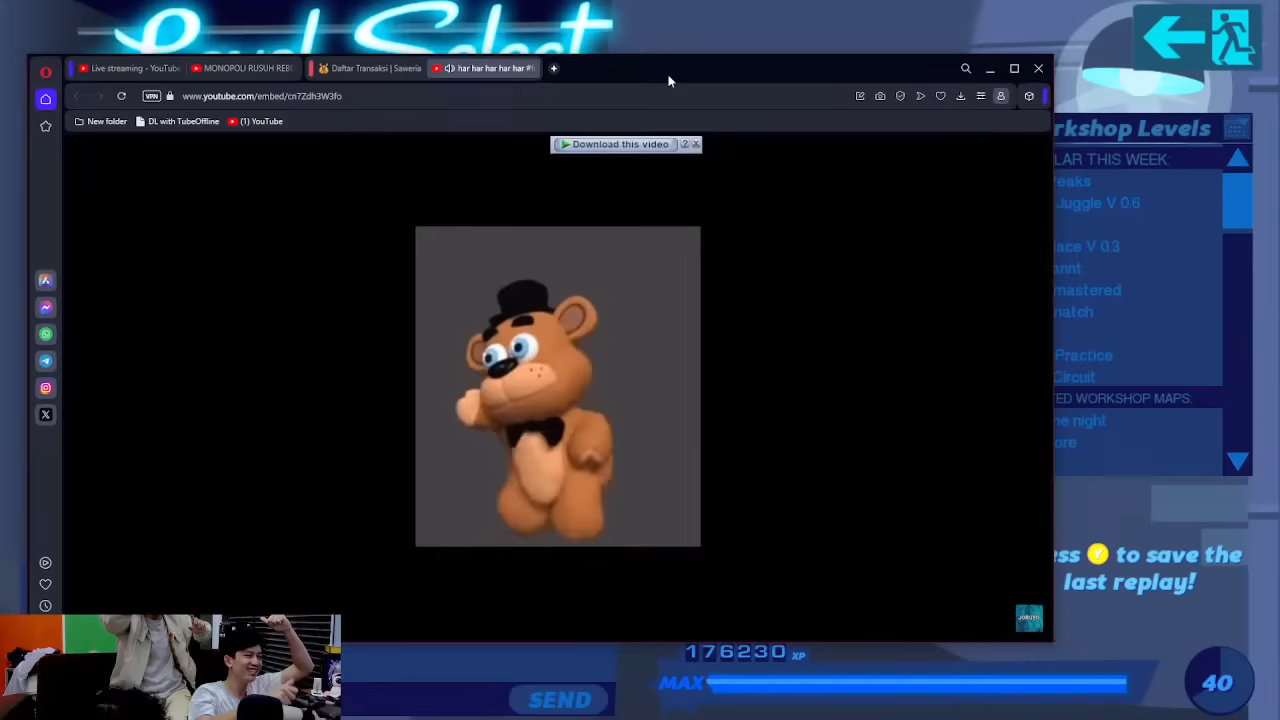 Level Select
Live streaming - YouTube
MONOPOLI RUSUH REB
Daftar Transaksi | Saweria
har har har har har #f
VPN
www.youtube.com/embed/cn7Zdh3W3fo
New folder
DL with TubeOffline
(1) YouTube
Download this video
?
rkshop Levels
LAR THIS WEEK:
eaks
Juggle V 0.6
ace V 0.3
annt
mastered
match
Practice
Circuit
TED WORKSHOP MAPS:
he night
ore
ess Y to save the
last replay!
176230 XP
MAX
40
SEND